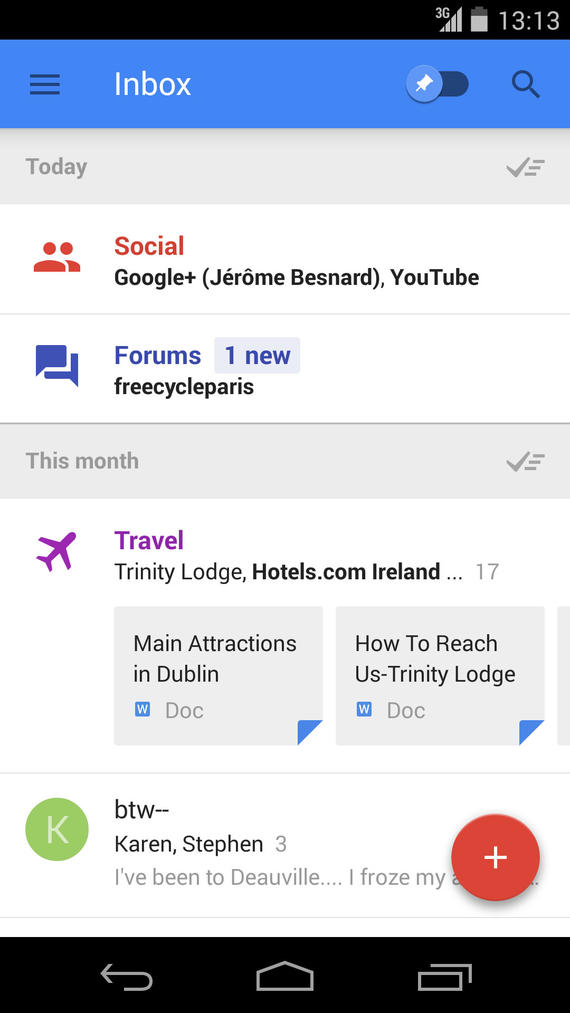 3G 13:13
Inbox
Today
Social
Google+ (Jérôme Besnard), YouTube
Forums 1 new
freecycleparis
This month
Travel
Trinity Lodge, Hotels.com Ireland ... 17
Main Attractions
in Dublin
W Doc
How To Reach
Us-Trinity Lodge
W Doc
K
btw--
Karen, Stephen 3
I've been to Deauville.... I froze my